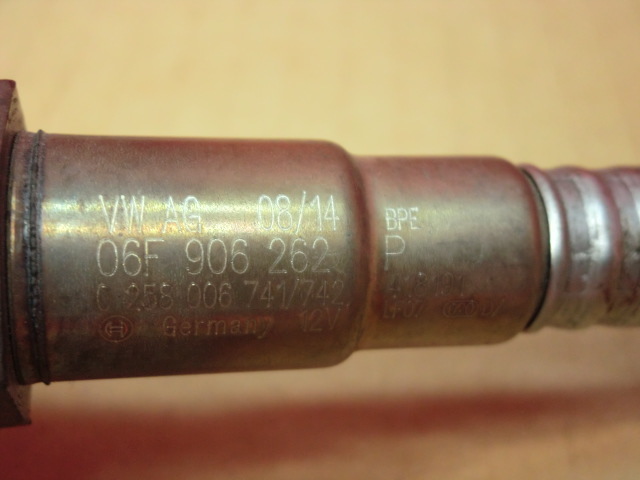 VW AG 08/14
06F 906 262
0 258 006 741/742
Germany 12V
BPE
P